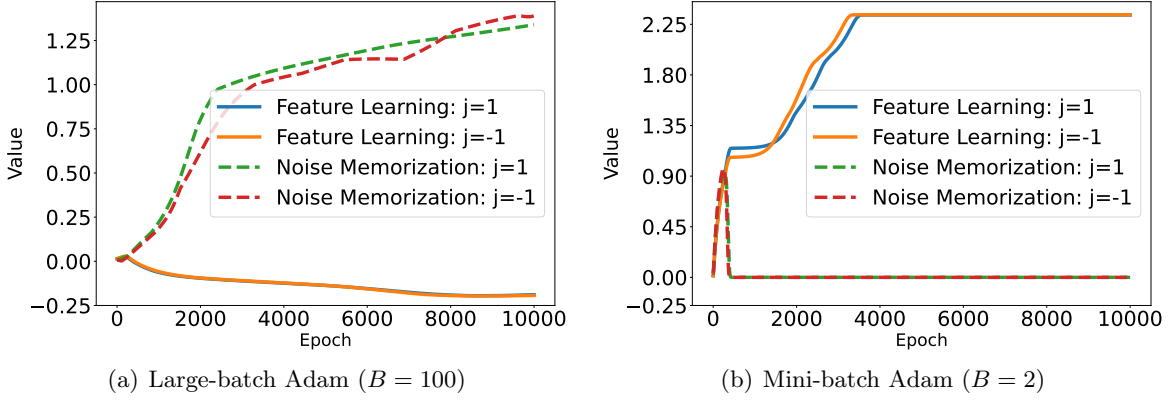 1.25
1.00
0.75
0.50
0.25
0.00
−0.25
Value
0
2000
4000
6000
8000
10000
Epoch
Feature Learning: j=1
Feature Learning: j=-1
Noise Memorization: j=1
Noise Memorization: j=-1
(a) Large-batch Adam (B = 100)
2.25
1.80
1.35
0.90
0.45
0.00
−0.25
Value
0
2000
4000
6000
8000
10000
Epoch
Feature Learning: j=1
Feature Learning: j=-1
Noise Memorization: j=1
Noise Memorization: j=-1
(b) Mini-batch Adam (B = 2)